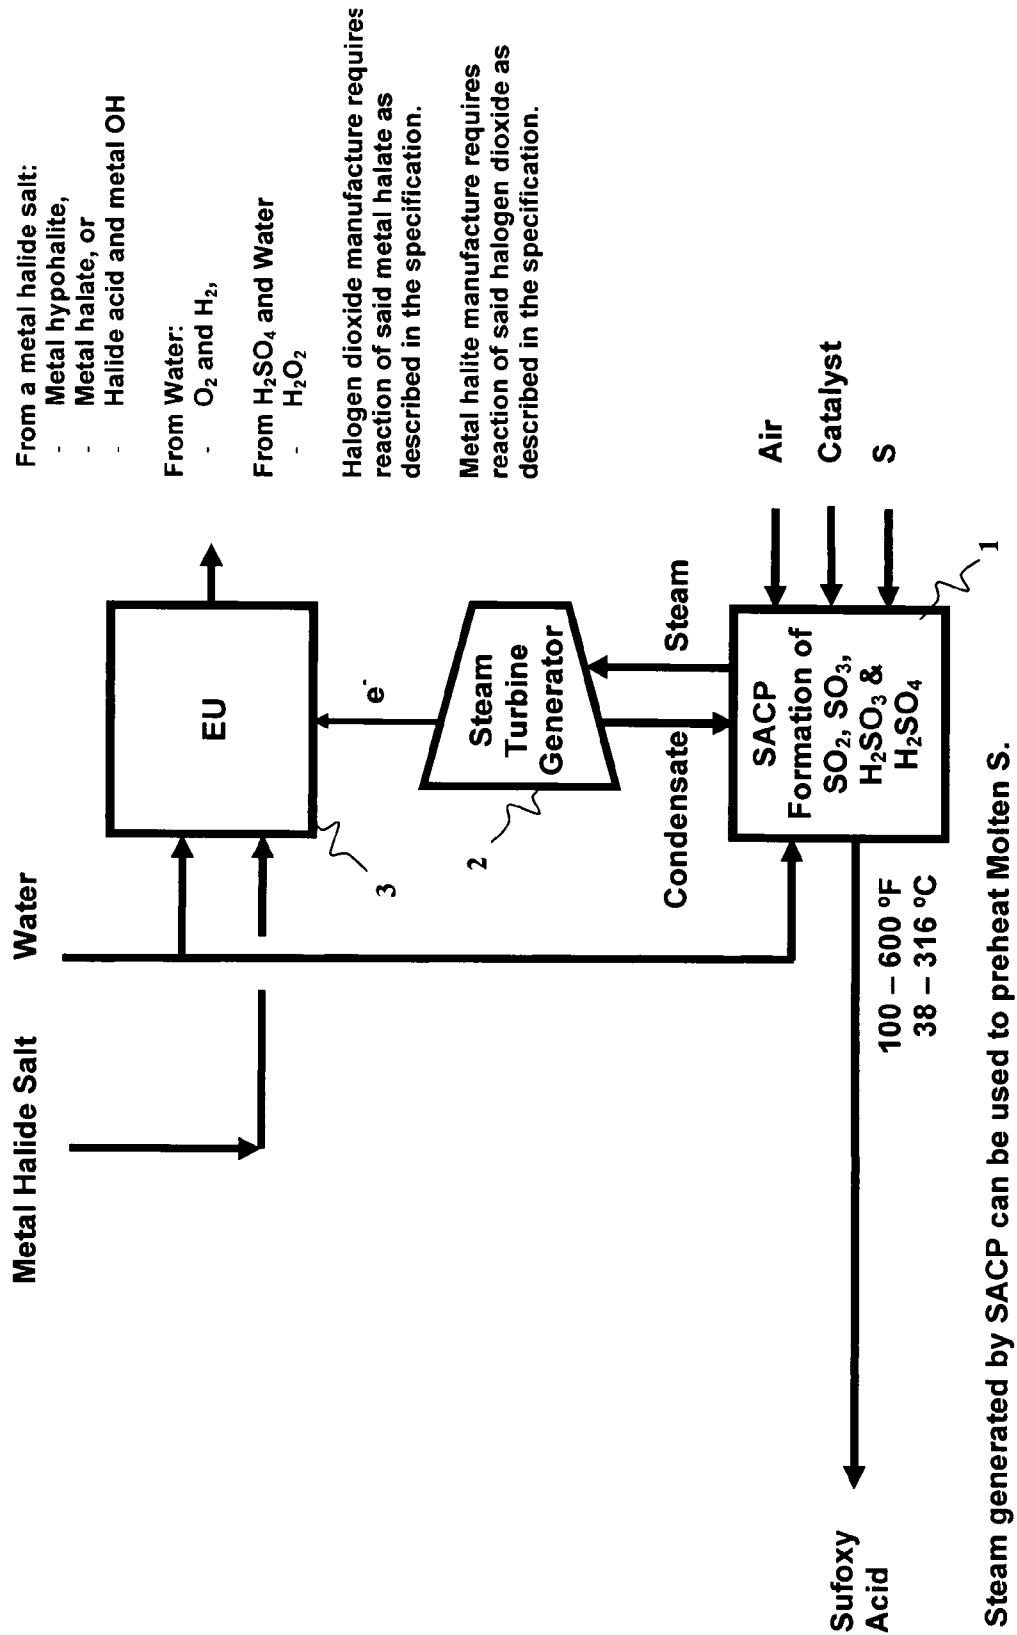 Metal Halide Salt
Water
From a metal halide salt:
- Metal hypohalite,
- Metal halate, or
- Halide acid and metal OH
From Water:
- O₂ and H₂,
From H₂SO₄ and Water
- H₂O₂
Halogen dioxide manufacture requires
reaction of said metal halate as
described in the specification.
Metal halite manufacture requires
reaction of said halogen dioxide as
described in the specification.
EU
3
e⁻
Steam
Turbine
Generator
2
Condensate
Steam
SACP
Formation of
SO₂, SO₃,
H₂SO₃ &
H₂SO₄
1
Air
Catalyst
S
100 – 600 ºF
38 – 316 ºC
Sufoxy
Acid
Steam generated by SACP can be used to preheat Molten S.